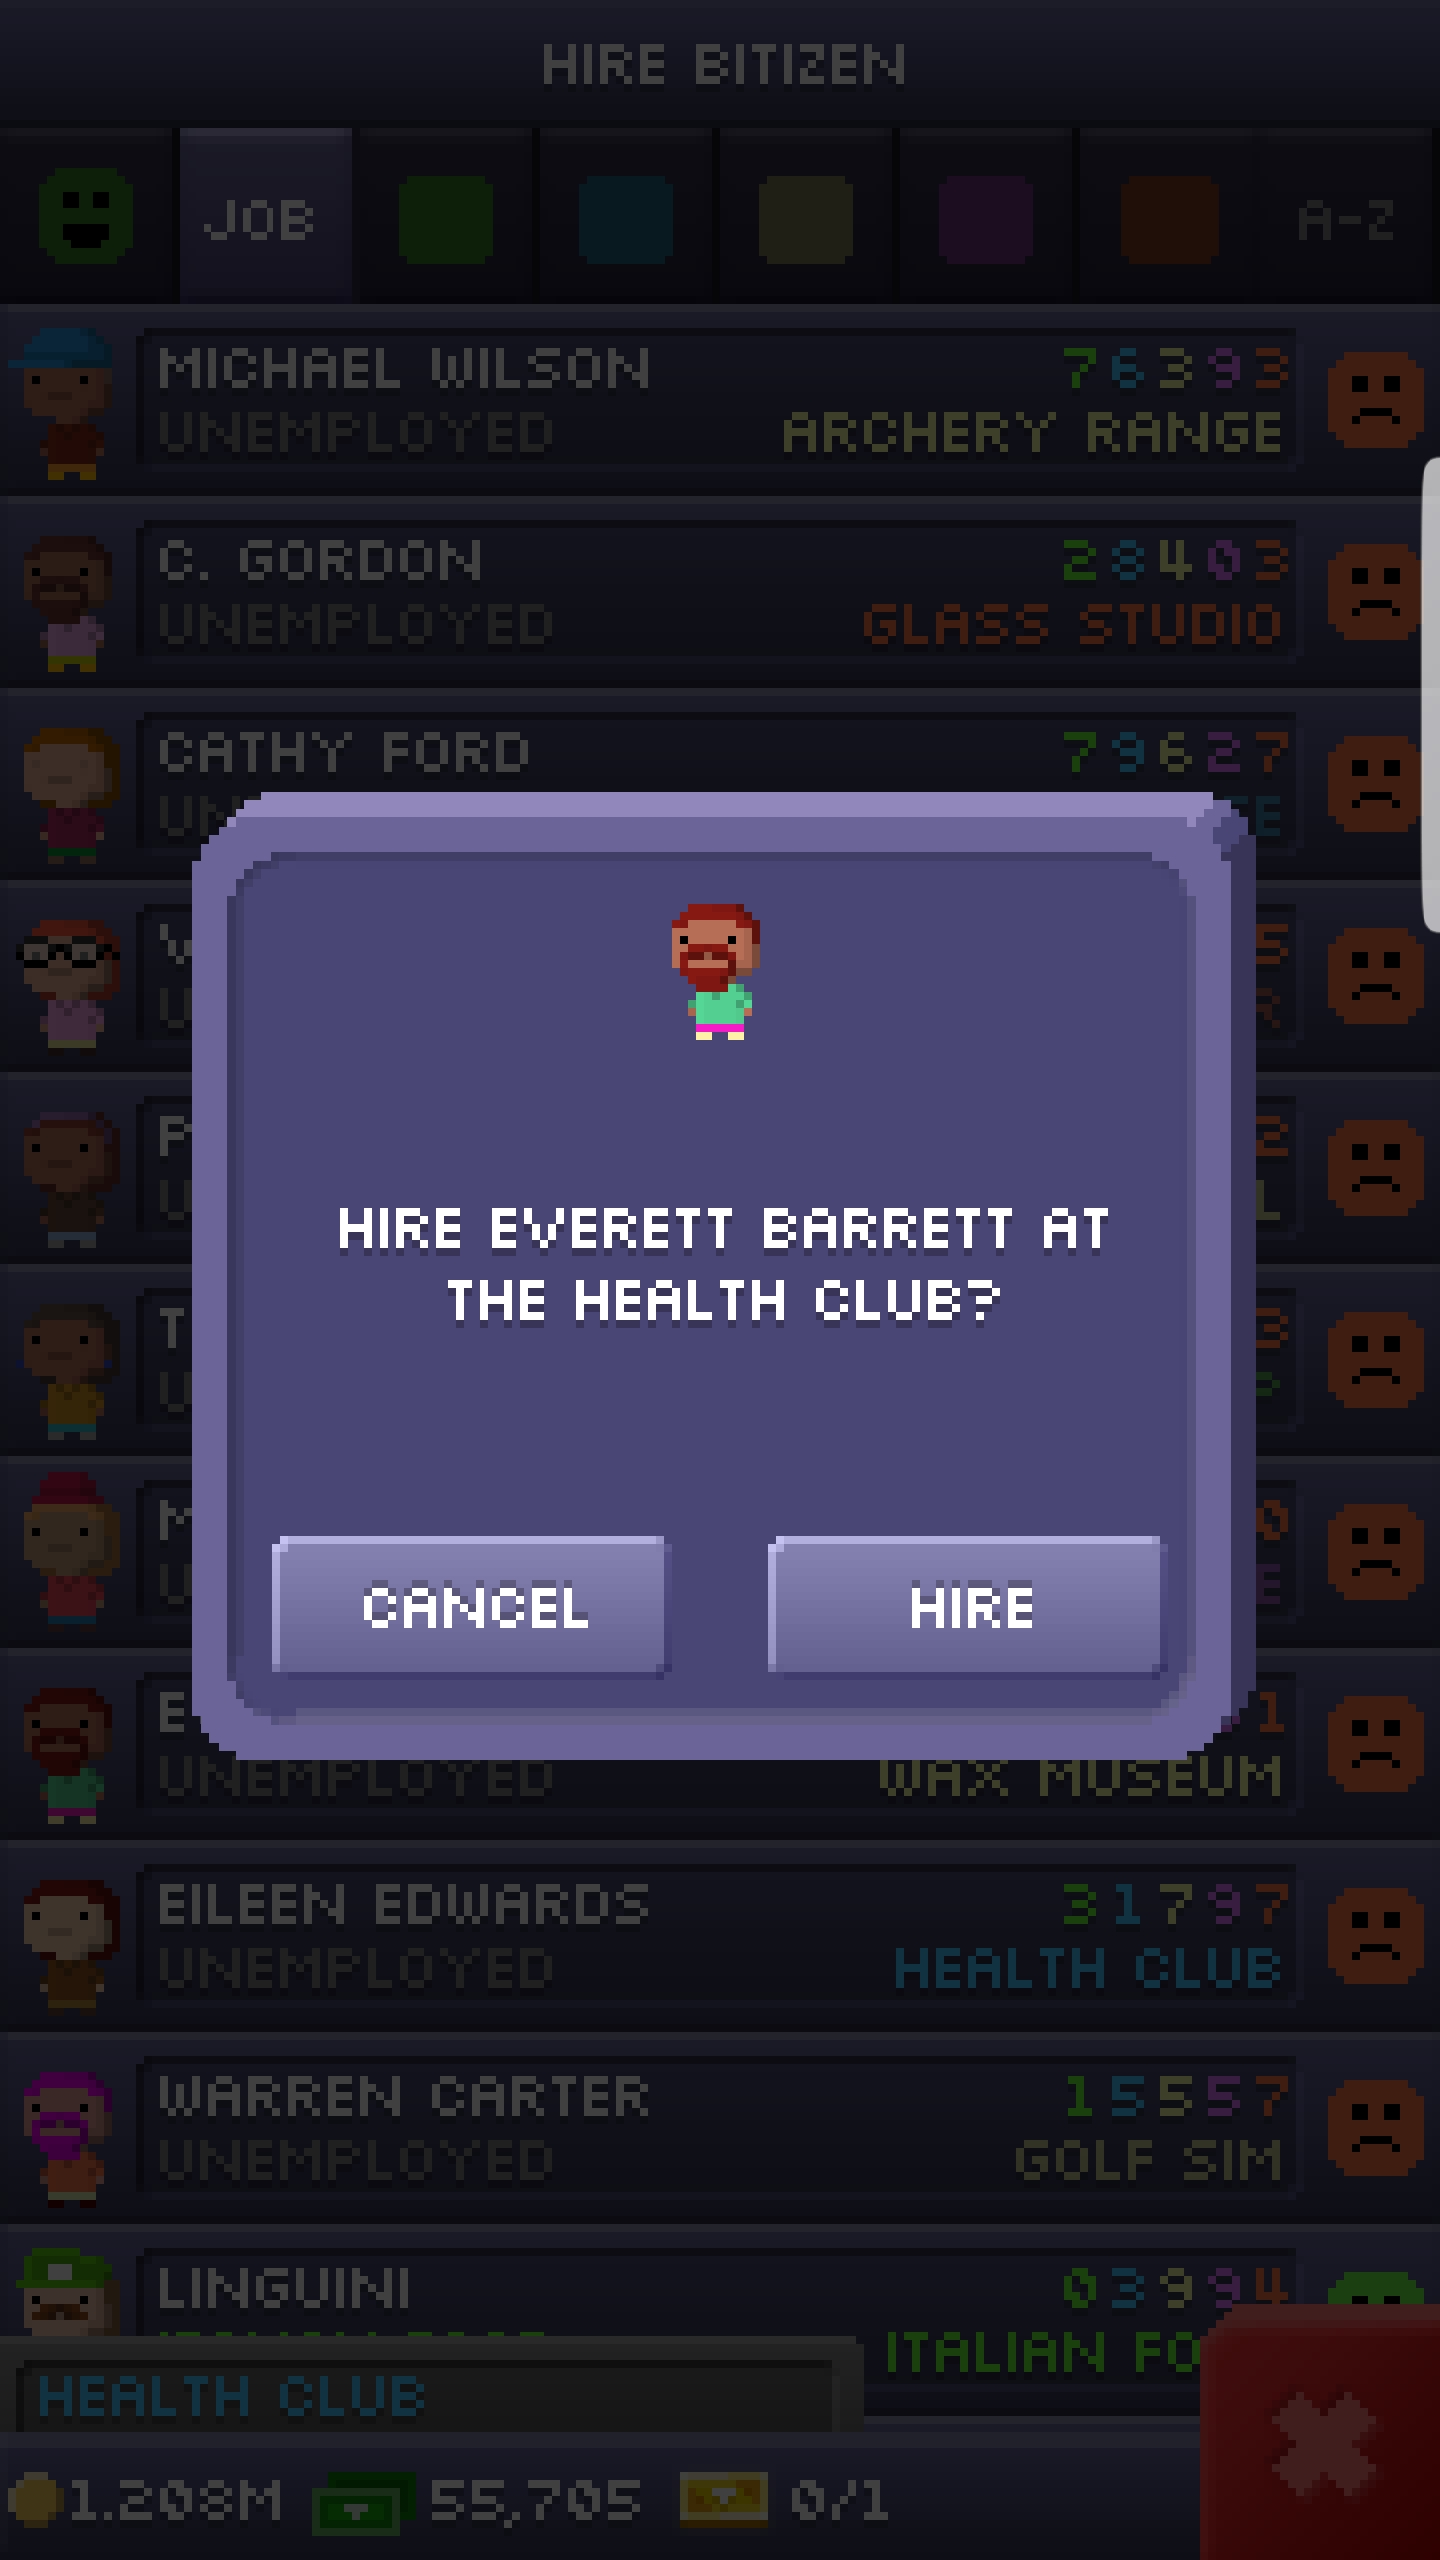 HIRE BITIZEN
JOB
A-Z
MICHAEL WILSON 76393
UNEMPLOYED ARCHERY RANGE
C. GORDON 28403
UNEMPLOYED GLASS STUDIO
CATHY FORD 79627
HIRE EVERETT BARRETT AT
THE HEALTH CLUB?
CANCEL HIRE
UNEMPLOYED WAX MUSEUM
EILEEN EDWARDS 31797
UNEMPLOYED HEALTH CLUB
WARREN CARTER 15557
UNEMPLOYED GOLF SIM
LINGUINI 03994
ITALIAN FO
HEALTH CLUB
1.208M 55,705 0/1